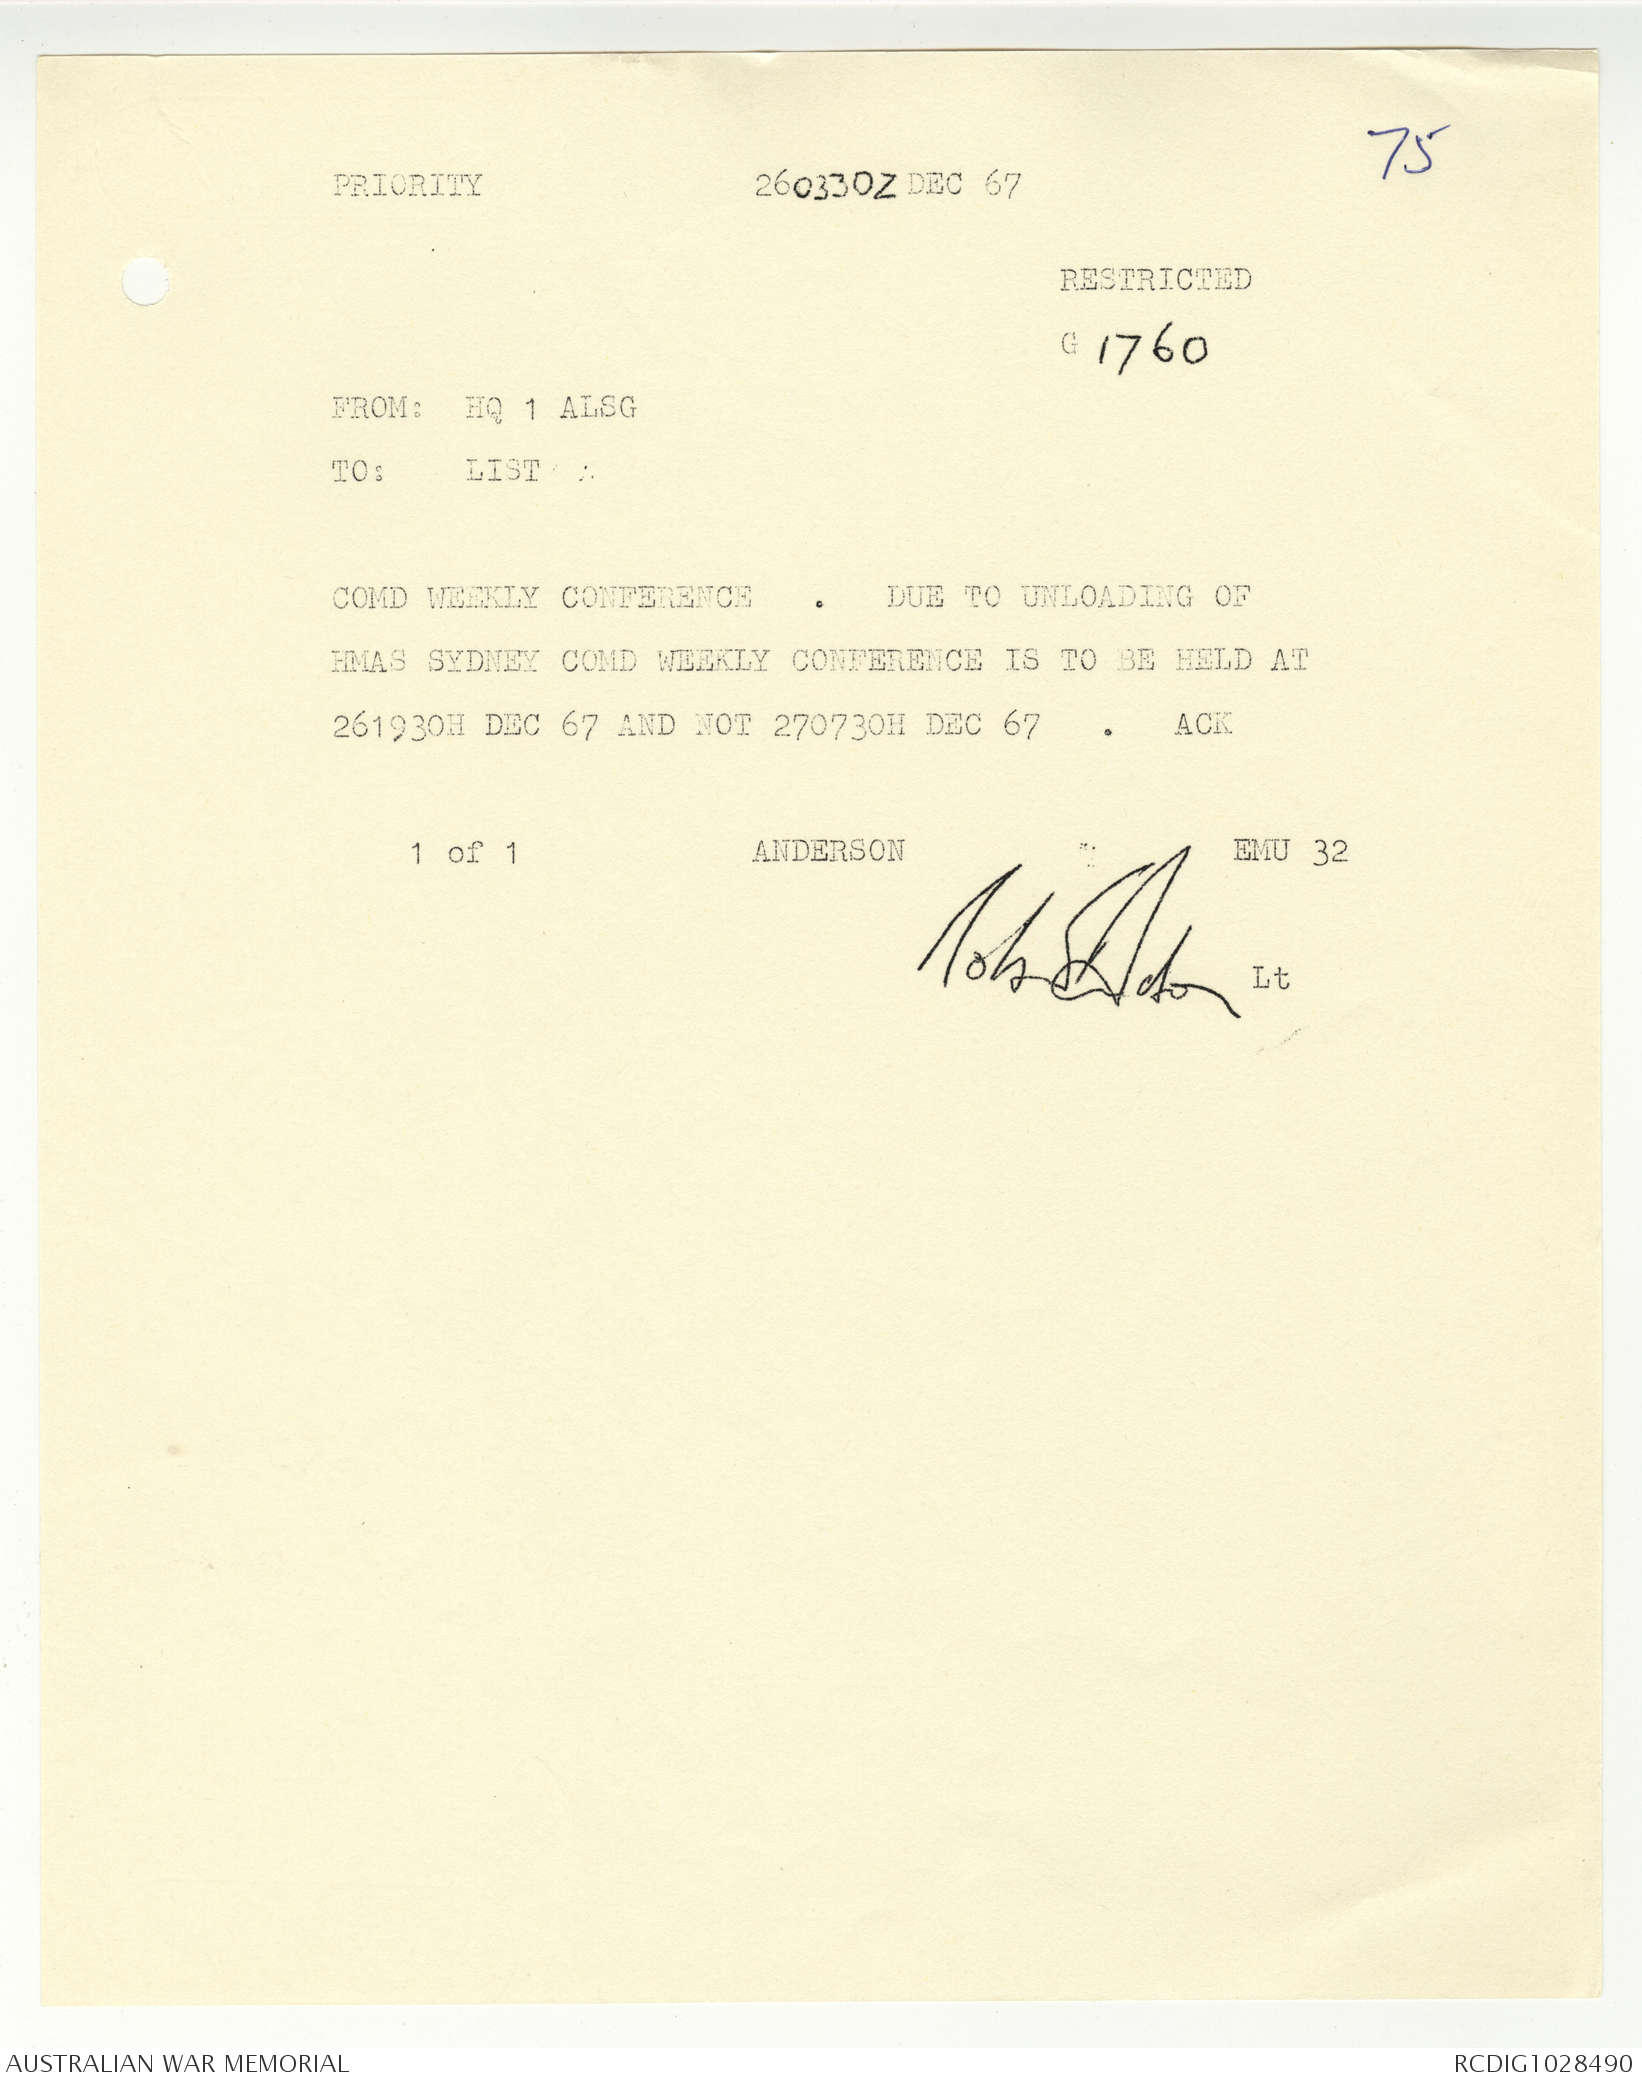 75
PRIORITY 260330Z DEC 67
RESTRICTED
G 1760
FROM: HQ 1 ALSG
TO: LIST
COMD WEEKLY CONFERENCE . DUE TO UNLOADING OF
HMAS SYDNEY COMD WEEKLY CONFERENCE IS TO BE HELD AT
261930H DEC 67 AND NOT 270730H DEC 67 . ACK
1 of 1 ANDERSON EMU 32
Lt
AUSTRALIAN WAR MEMORIAL RCDIG1028490